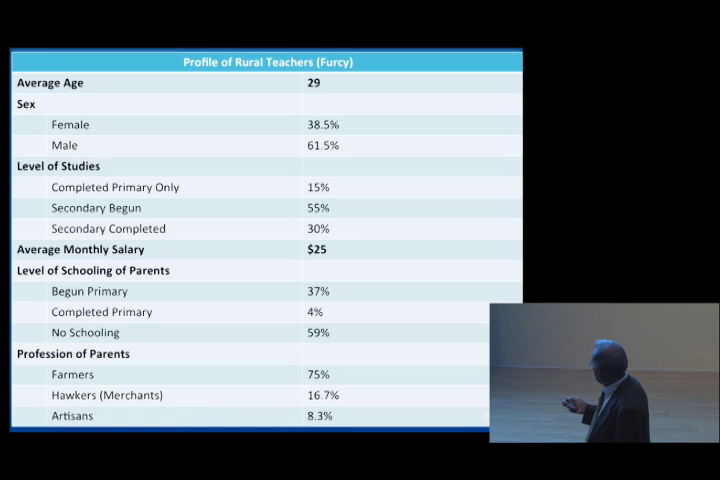 Profile of Rural Teachers (Furcy)
Average Age 29
Sex
Female 38.5%
Male 61.5%
Level of Studies
Completed Primary Only 15%
Secondary Begun 55%
Secondary Completed 30%
Average Monthly Salary $25
Level of Schooling of Parents
Begun Primary 37%
Completed Primary 4%
No Schooling 59%
Profession of Parents
Farmers 75%
Hawkers (Merchants) 16.7%
Artisans 8.3%